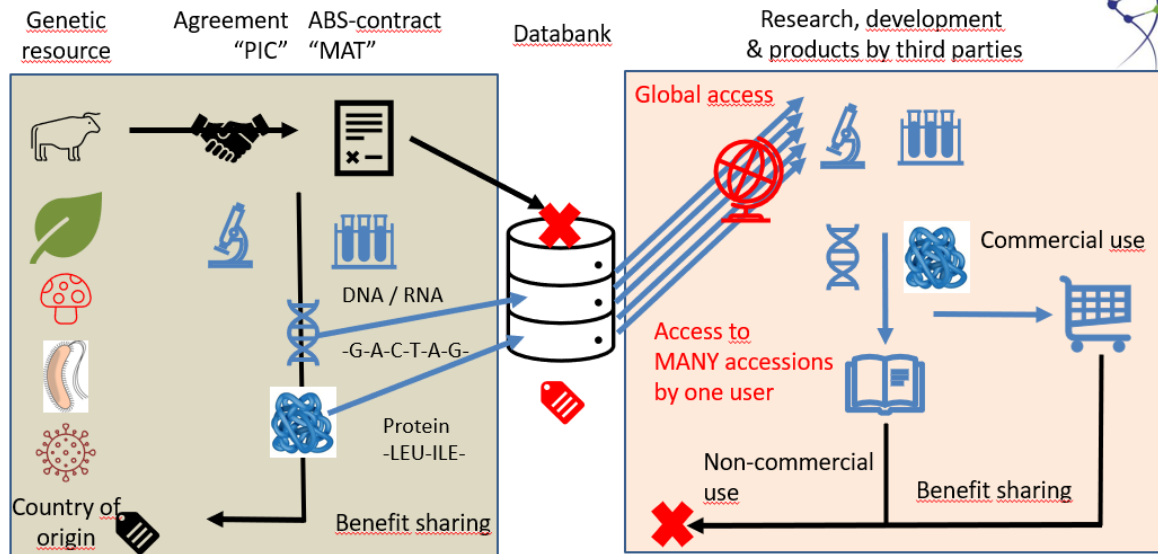 Genetic
resource
Agreement
“PIC”
ABS-contract
“MAT”
Databank
Research, development
& products by third parties
Global access
Commercial use
DNA / RNA
-G-A-C-T-A-G-
Access to
MANY accessions
by one user
Protein
-LEU-ILE-
Non-commercial
use
Benefit sharing
Country of
origin
Benefit sharing